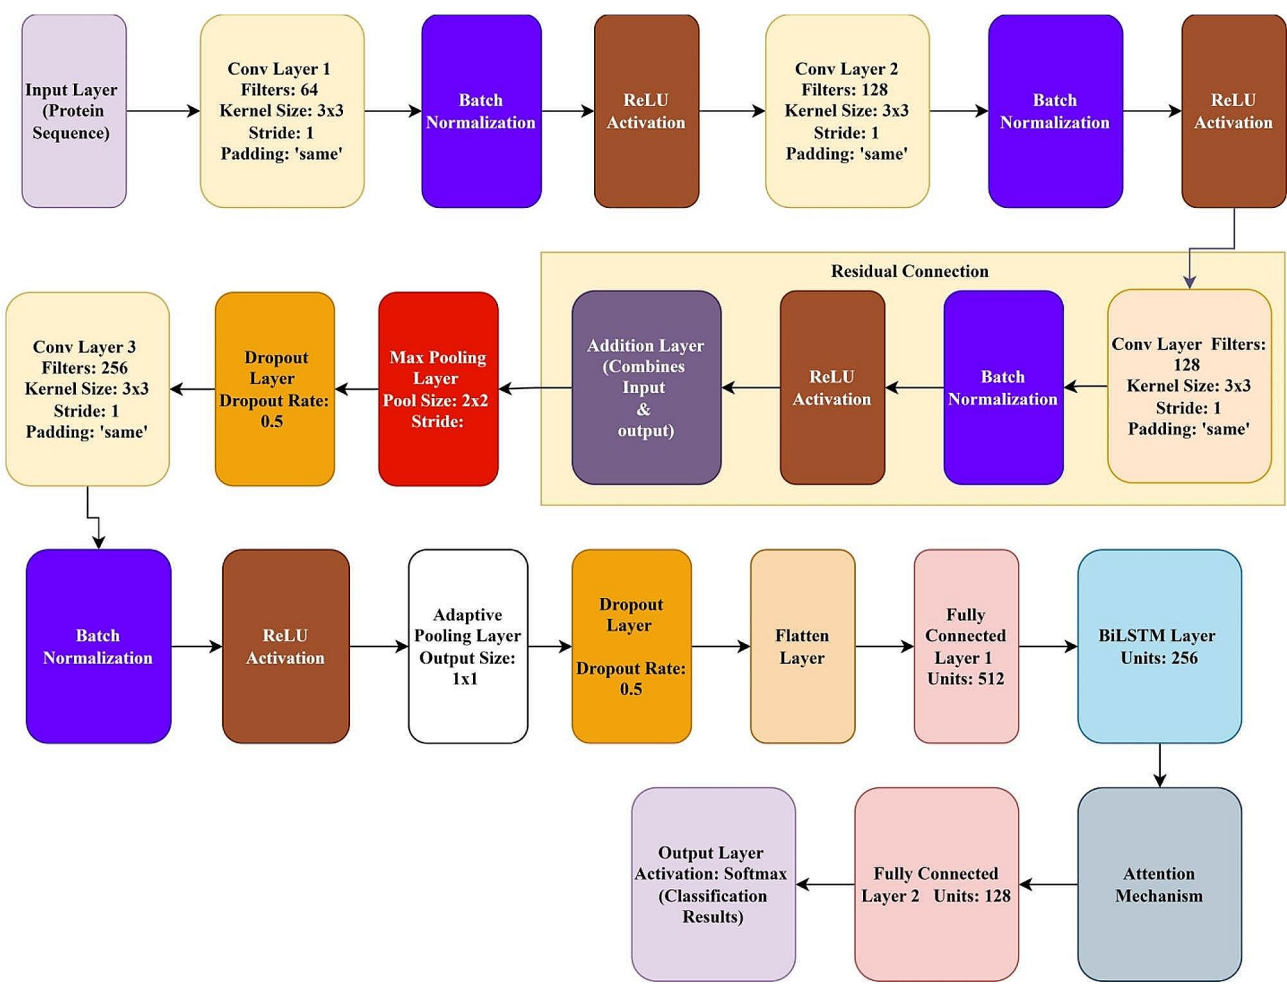 Input Layer
(Protein
Sequence)
Conv Layer 1
Filters: 64
Kernel Size: 3x3
Stride: 1
Padding: 'same'
Batch
Normalization
ReLU
Activation
Conv Layer 2
Filters: 128
Kernel Size: 3x3
Stride: 1
Padding: 'same'
Batch
Normalization
ReLU
Activation
Residual Connection
Conv Layer Filters:
128
Kernel Size: 3x3
Stride: 1
Padding: 'same'
Batch
Normalization
ReLU
Activation
Addition Layer
(Combines
Input
&
output)
Max Pooling
Layer
Pool Size: 2x2
Stride:
Dropout
Layer
Dropout Rate:
0.5
Conv Layer 3
Filters: 256
Kernel Size: 3x3
Stride: 1
Padding: 'same'
Batch
Normalization
ReLU
Activation
Adaptive
Pooling Layer
Output Size:
1x1
Dropout
Layer
Dropout Rate:
0.5
Flatten
Layer
Fully
Connected
Layer 1
Units: 512
BiLSTM Layer
Units: 256
Attention
Mechanism
Fully Connected
Layer 2 Units: 128
Output Layer
Activation: Softmax
(Classification
Results)